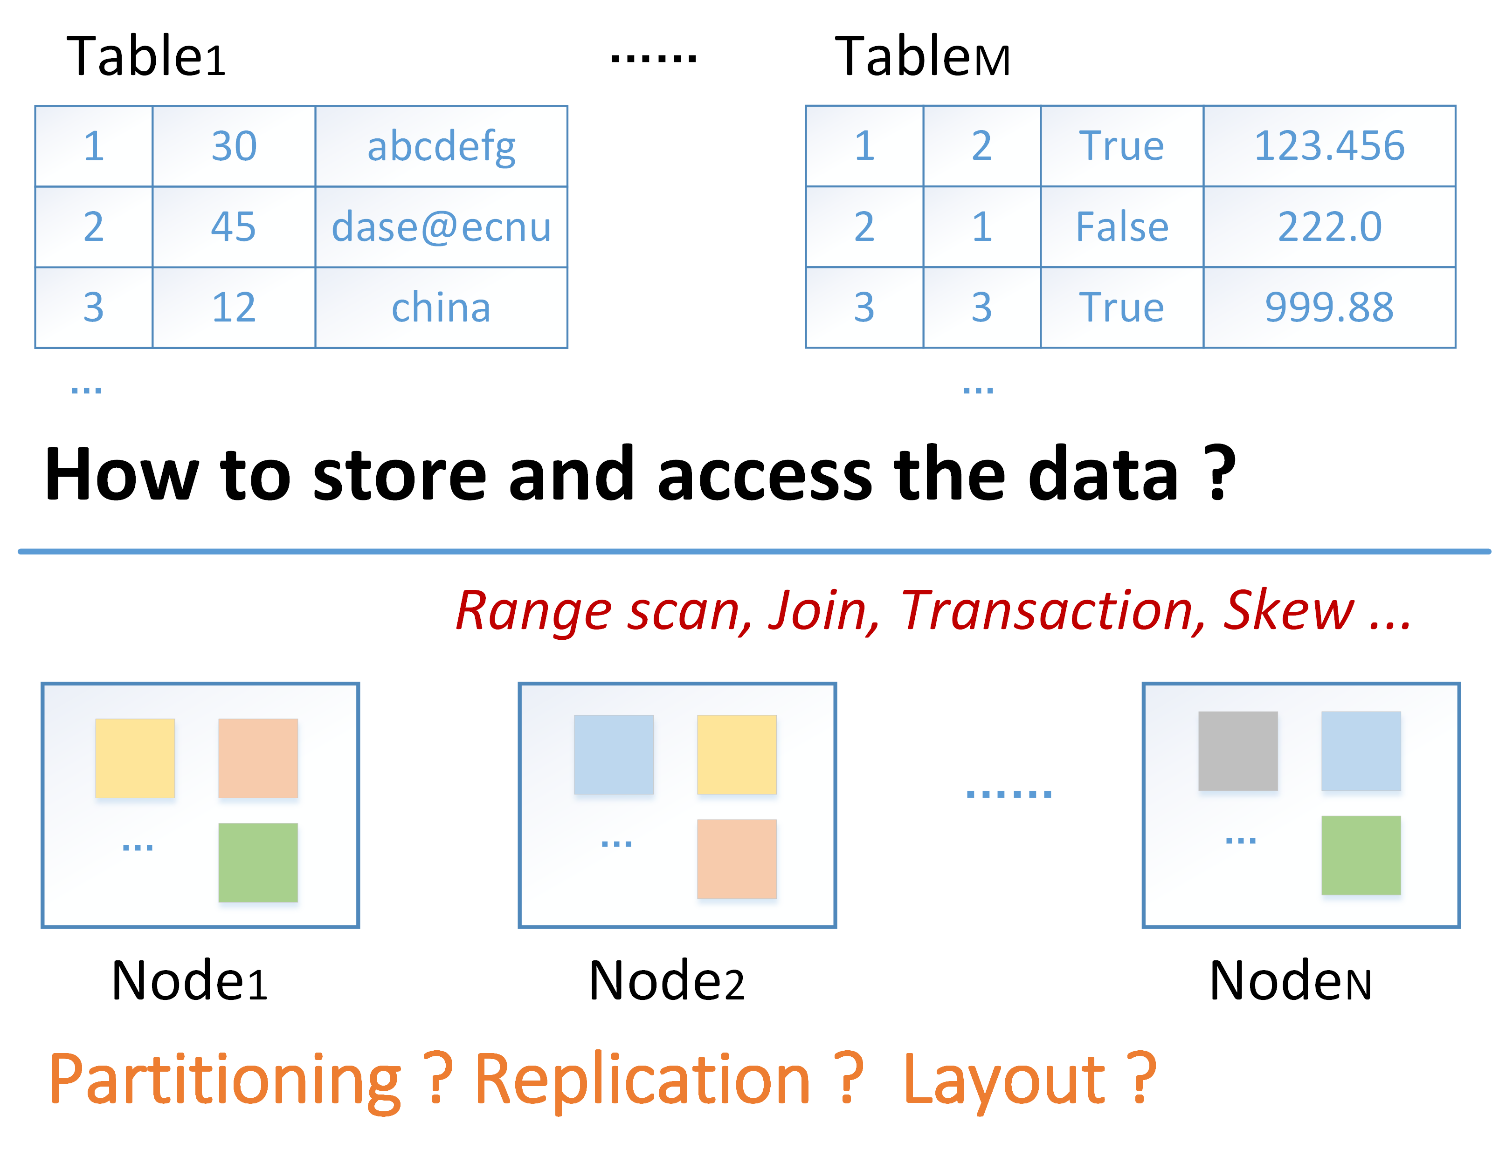 Table1 ...... TableM
1 30 abcdefg 1 2 True 123.456
2 45 dase@ecnu 2 1 False 222.0
3 12 china 3 3 True 999.88
... ...
How to store and access the data ?
Range scan, Join, Transaction, Skew ...
... ... ...... ...
Node1 Node2 NodeN
Partitioning ? Replication ? Layout ?